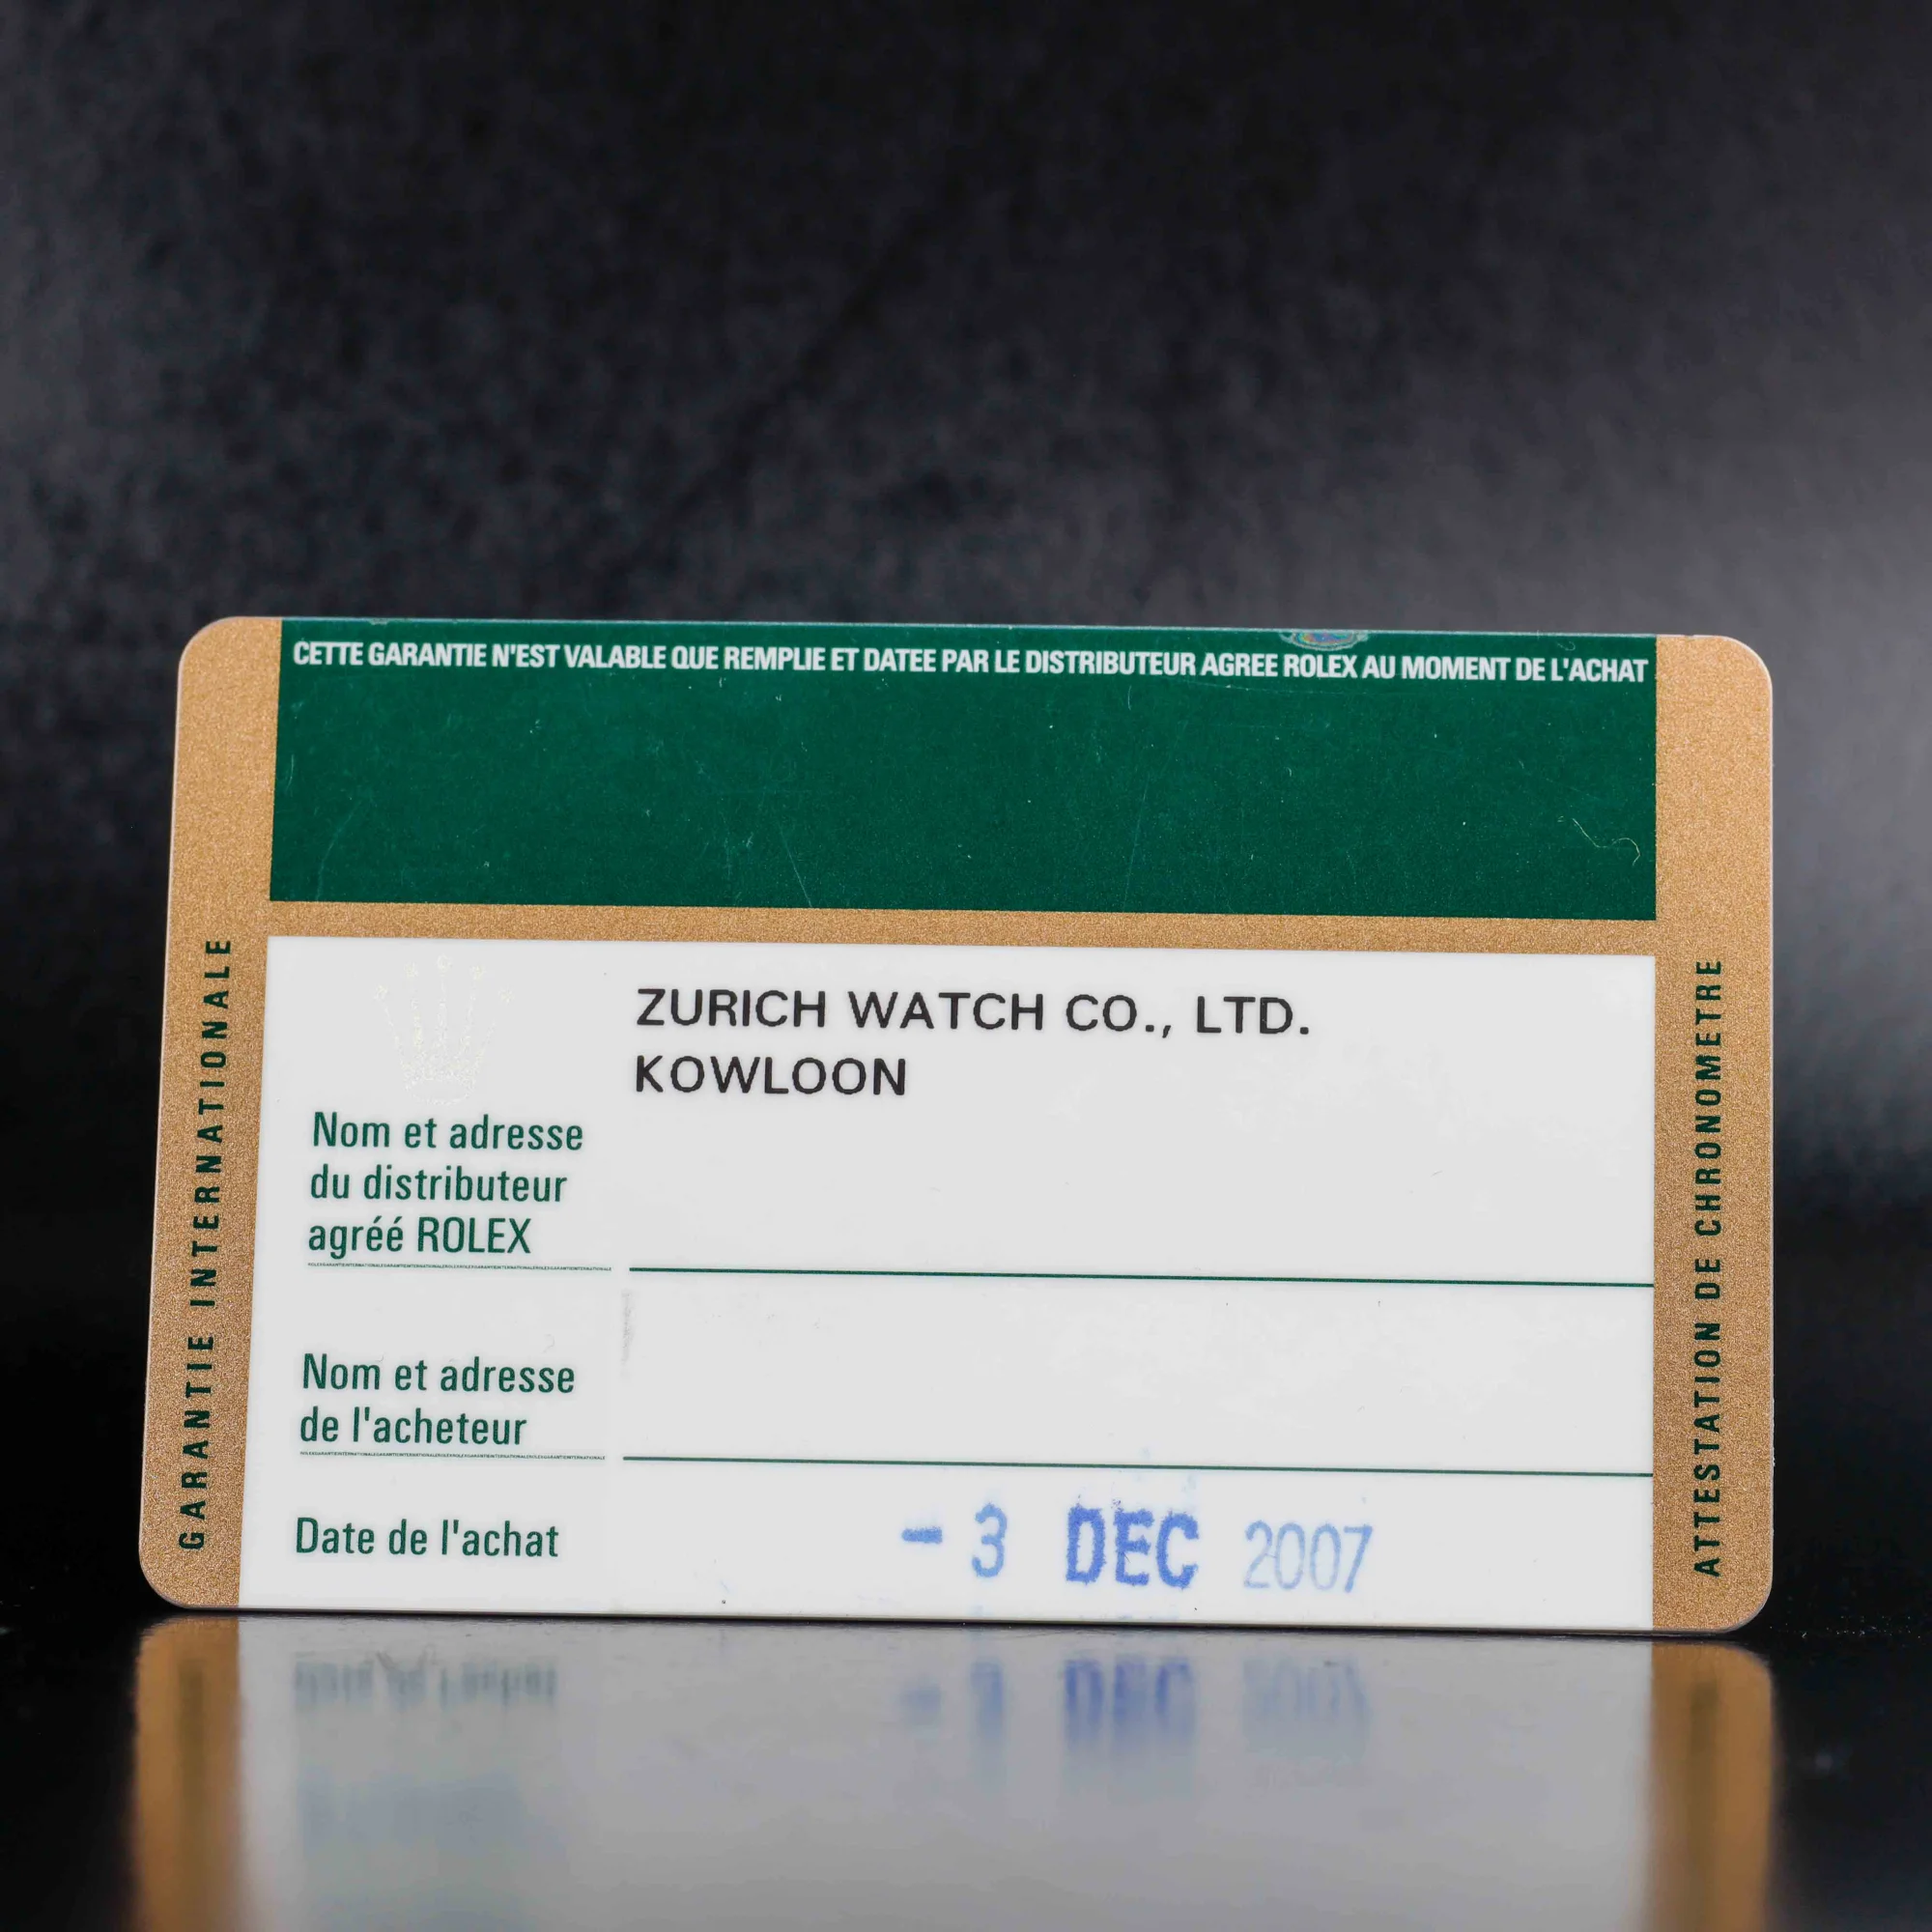 CETTE GARANTIE N'EST VALABLE QUE REMPLIE ET DATEE PAR LE DISTRIBUTEUR AGREE ROLEX AU MOMENT DE L'ACHAT
GARANTIE INTERNATIONALE
ZURICH WATCH CO., LTD.
KOWLOON
Nom et adresse
du distributeur
agréé ROLEX
Nom et adresse
de l'acheteur
Date de l'achat - 3 DEC 2007
ATTESTATION DE CHRONOMETRE